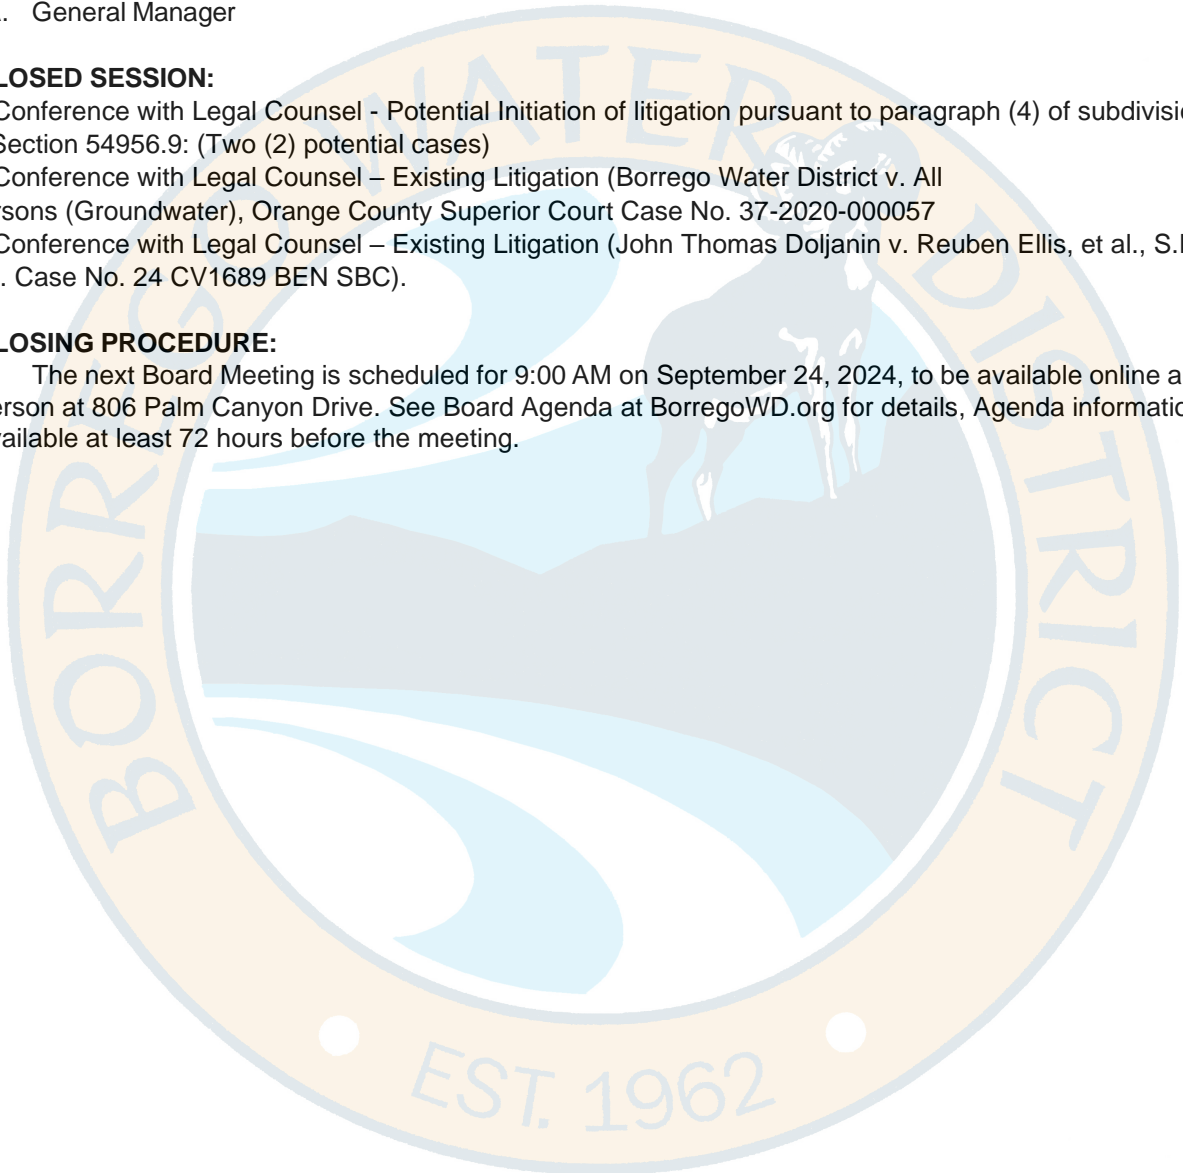 . General Manager
LOSED SESSION:
Conference with Legal Counsel - Potential Initiation of litigation pursuant to paragraph (4) of
Section 54956.9: (Two (2) potential cases)
Conference with Legal Counsel – Existing Litigation (Borrego Water District v. All
rsons (Groundwater), Orange County Superior Court Case No. 37-2020-000057
Conference with Legal Counsel – Existing Litigation (John Thomas Doljanin v. Reuben Ellis, et al.,
. Case No. 24 CV1689 BEN SBC).
LOSING PROCEDURE:
The next Board Meeting is scheduled for 9:00 AM on September 24, 2024, to be available online
erson at 806 Palm Canyon Drive. See Board Agenda at BorregoWD.org for details, Agenda
vailable at least 72 hours before the meeting.
BORREGO WATER DISTRICT
EST. 1962